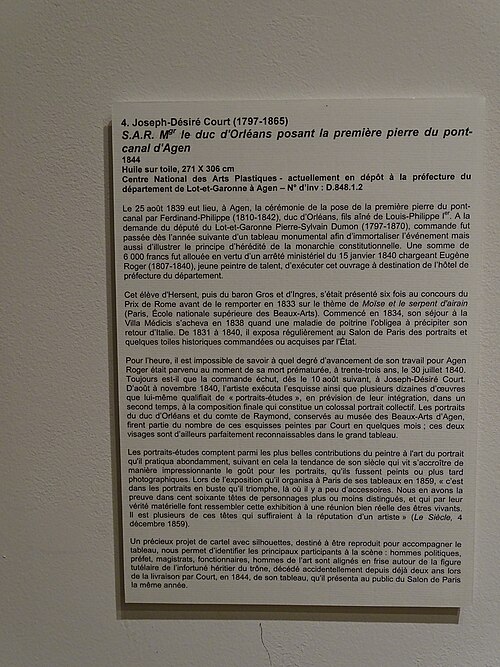 4. Joseph-Désiré Court (1797-1865)
S.A.R. Mgr le duc d'Orléans posant la première pierre du pont-
canal d'Agen
1844
Huile sur toile, 271 X 306 cm
Centre National des Arts Plastiques - actuellement en dépôt à la préfecture du
département de Lot-et-Garonne à Agen – N° d'Inv : D.848.1.2
Le 25 août 1839 eut lieu, à Agen, la cérémonie de la pose de la première pierre du pont-
canal par Ferdinand-Philippe (1810-1842), duc d'Orléans, fils aîné de Louis-Philippe Ier. A la
demande du député du Lot-et-Garonne Pierre-Sylvain Dumon (1797-1870), commande fut
passée dès l'année suivante d'un tableau monumental afin d'immortaliser l'événement mais
aussi d'illustrer le principe d'hérédité de la monarchie constitutionnelle. Une somme de
6 000 francs fut allouée en vertu d'un arrêté ministériel du 15 janvier 1840 chargeant Eugène
Roger (1807-1840), jeune peintre de talent, d'exécuter cet ouvrage à destination de l'hôtel de
préfecture du département.
Cet élève d'Hersent, puis du baron Gros et d'Ingres, s'était présenté six fois au concours du
Prix de Rome avant de le remporter en 1833 sur le thème de Moïse et le serpent d'airain
(Paris, École nationale supérieure des Beaux-Arts). Commencé en 1834, son séjour à la
Villa Médicis s'acheva en 1838 quand une maladie de poitrine l'obligea à précipiter son
retour d'Italie. De 1831 à 1840, il exposa régulièrement au Salon de Paris des portraits et
quelques toiles historiques commandées ou acquises par l'État.
Pour l'heure, il est impossible de savoir à quel degré d'avancement de son travail pour Agen
Roger était parvenu au moment de sa mort prématurée, à trente-trois ans, le 30 juillet 1840.
Toujours est-il que la commande échut, dès le 10 août suivant, à Joseph-Désiré Court.
D'août à novembre 1840, l'artiste exécuta l'esquisse ainsi que plusieurs dizaines d'œuvres
que lui-même qualifiait de « portraits-études », en prévision de leur intégration, dans un
second temps, à la composition finale qui constitue un colossal portrait collectif. Les portraits
du duc d'Orléans et du comte de Raymond, conservés au musée des Beaux-Arts d'Agen,
firent partie du nombre de ces esquisses peintes par Court en quelques mois ; ces deux
visages sont d'ailleurs parfaitement reconnaissables dans le grand tableau.
Les portraits-études comptent parmi les plus belles contributions du peintre à l'art du portrait
qu'il pratiqua abondamment, suivant en cela la tendance de son siècle qui vit s'accroître de
manière impressionnante le goût pour les portraits, qu'ils fussent peints ou plus tard
photographiques. Lors de l'exposition qu'il organisa à Paris de ses tableaux en 1859, « c'est
dans les portraits en buste qu'il triomphe, là où il y a peu d'accessoires. Nous en avons la
preuve dans cent soixante têtes de personnages plus ou moins distingués, et qui par leur
vérité matérielle font ressembler cette exhibition à une réunion bien réelle des êtres vivants.
Il est plusieurs de ces têtes qui suffiraient à la réputation d'un artiste » (Le Siècle, 4
décembre 1859).
Un précieux projet de cartel avec silhouettes, destiné à être reproduit pour accompagner le
tableau, nous permet d'identifier les principaux participants à la scène : hommes politiques,
préfet, magistrats, fonctionnaires, hommes de l'art sont alignés en frise autour de la figure
tutélaire de l'infortuné héritier du trône, décédé accidentellement depuis déjà deux ans lors
de la livraison par Court, en 1844, de son tableau, qu'il présenta au public du Salon de Paris
la même année.